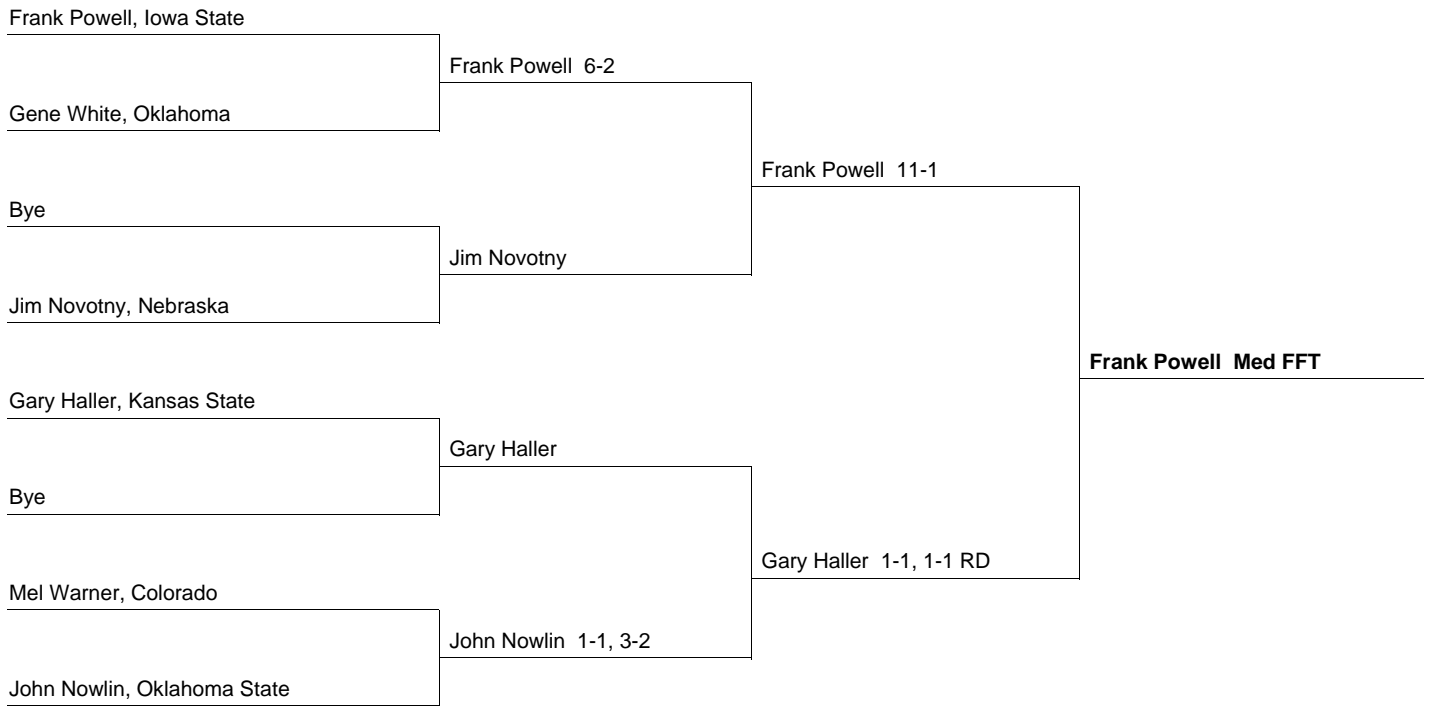 Frank Powell, Iowa State
Frank Powell  6-2
Gene White, Oklahoma
Frank Powell  11-1
Bye
Jim Novotny
Jim Novotny, Nebraska
Frank Powell  Med FFT
Gary Haller, Kansas State
Gary Haller
Bye
Gary Haller  1-1, 1-1 RD
Mel Warner, Colorado
John Nowlin  1-1, 3-2
John Nowlin, Oklahoma State